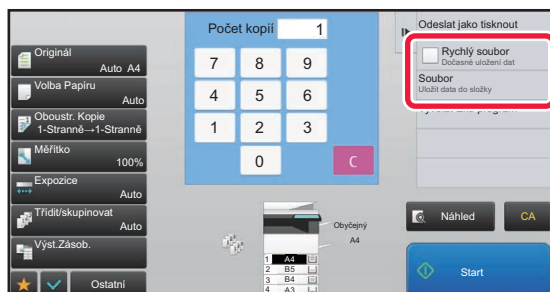 Počet kopií
1
Originál
Auto A4
Volba Papíru
Auto
Oboustr. Kopie
1-Stranně→1-Stranně
Měřítko
100%
Expozice
Auto
Třídit/skupinovat
Auto
Výst.Zásob.
Ostatní
7 8 9
4 5 6
1 2 3
0 C
Obyčejný
A4
1 A4
2 B5
3 B4
4 A3
Odeslat jako tisknout
Rychlý soubor
Dočasné uložení dat
Soubor
Uložit data do složky
Náhled
CA
Start